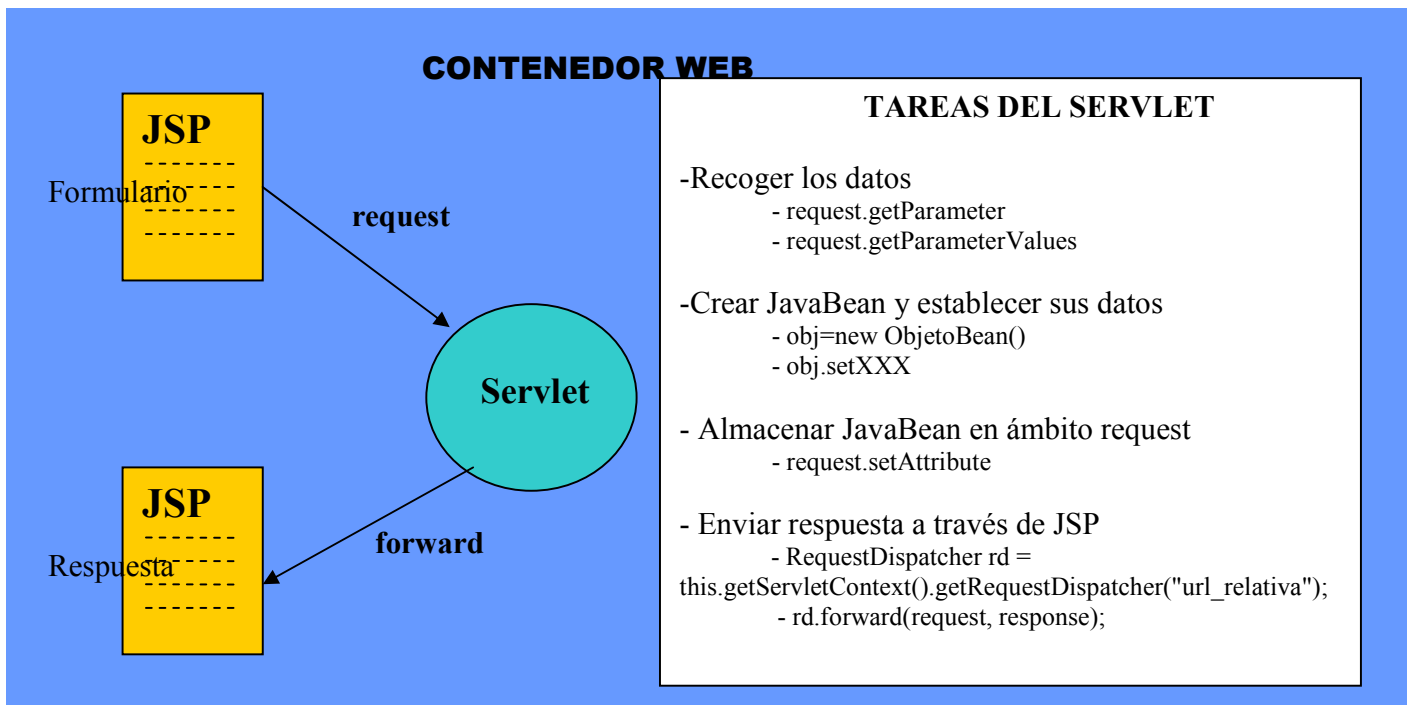 CONTENEDOR WEB
JSP
Formulario
request
Servlet
JSP
Respuesta
forward
TAREAS DEL SERVLET
-Recoger los datos
- request.getParameter
- request.getParameterValues
-Crear JavaBean y establecer sus datos
- obj=new ObjetoBean()
- obj.setXXX
- Almacenar JavaBean en ámbito request
- request.setAttribute
- Enviar respuesta a través de JSP
- RequestDispatcher rd =
this.getServletContext().getRequestDispatcher("url_relativa");
- rd.forward(request, response);